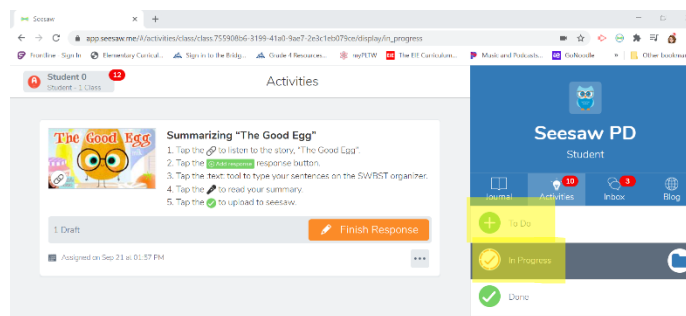 Seesaw
app.seesaw.me/#/activities/class/class.755908b6-3199-41a0-9ae7-2e3c1eb079ce/display/in_progress
Frontline Sign In
Elementary Curricul...
Sign in to the Bridg...
Grade 4 Resources...
myPLTW
The EIE Curriculum...
Music and Podcasts...
GoNoodle
»
Other bookmar
Student 0
12
Student - 1 Class
Activities
The Good Egg
Summarizing "The Good Egg"
1. Tap the to listen to the story, "The Good Egg".
2. Tap the Add response response button.
3. Tap the :text: tool to type your sentences on the SWBST organizer.
4. Tap the to read your summary.
5. Tap the to upload to seesaw.
1 Draft
Finish Response
Assigned on Sep 21 at 01:37 PM
Seesaw PD
Student
10
3
Journal
Activities
Inbox
Blog
To Do
In Progress
Done